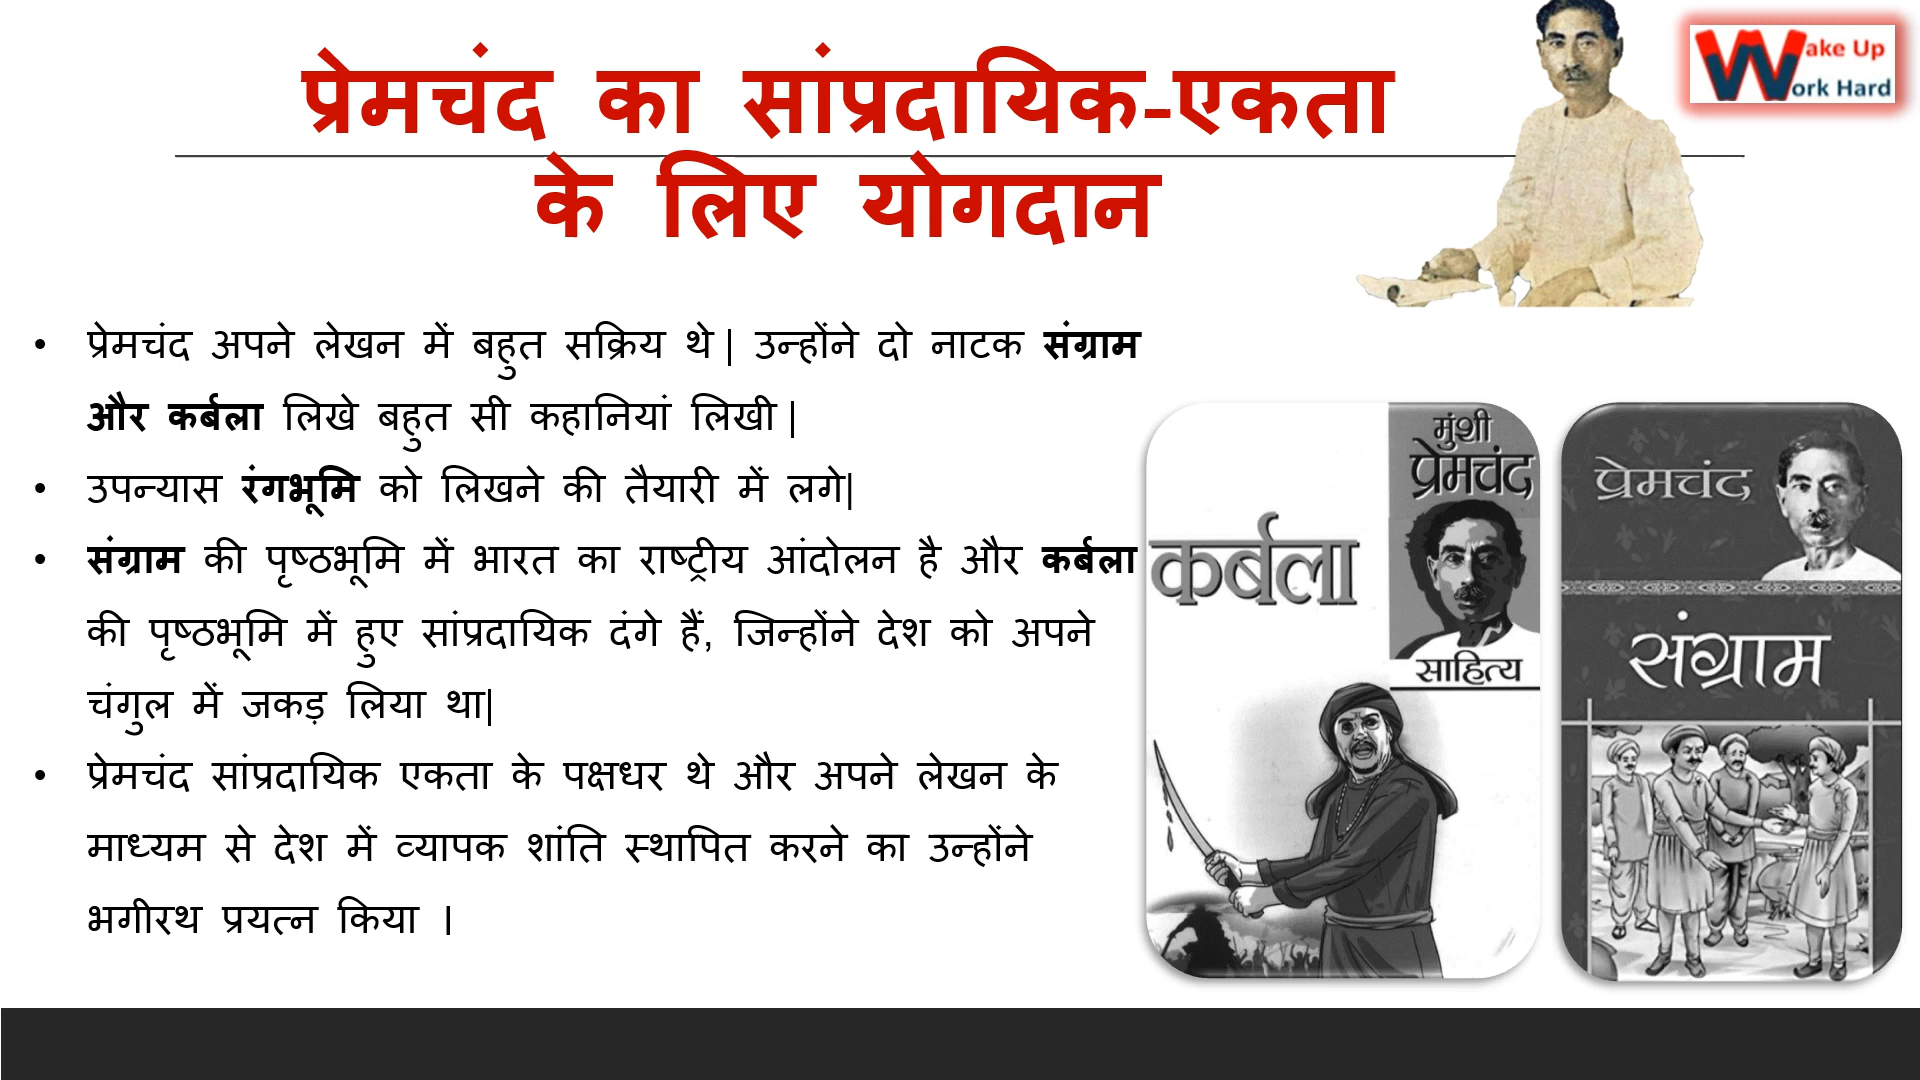 प्रेमचंद का सांप्रदायिक-एकता
के लिए योगदान
Wake Up
Work Hard
• प्रेमचंद अपने लेखन में बहुत सक्रिय थे| उन्होंने दो नाटक संग्राम
और कर्बला लिखे बहुत सी कहानियां लिखी|
• उपन्यास रंगभूमि को लिखने की तैयारी में लगे|
• संग्राम की पृष्ठभूमि में भारत का राष्ट्रीय आंदोलन है और कर्बला
की पृष्ठभूमि में हुए सांप्रदायिक दंगे हैं, जिन्होंने देश को अपने
चंगुल में जकड़ लिया था|
• प्रेमचंद सांप्रदायिक एकता के पक्षधर थे और अपने लेखन के
माध्यम से देश में व्यापक शांति स्थापित करने का उन्होंने
भगीरथ प्रयत्न किया ।
मुंशी
प्रेमचंद
कर्बला
साहित्य
प्रेमचंद
संग्राम